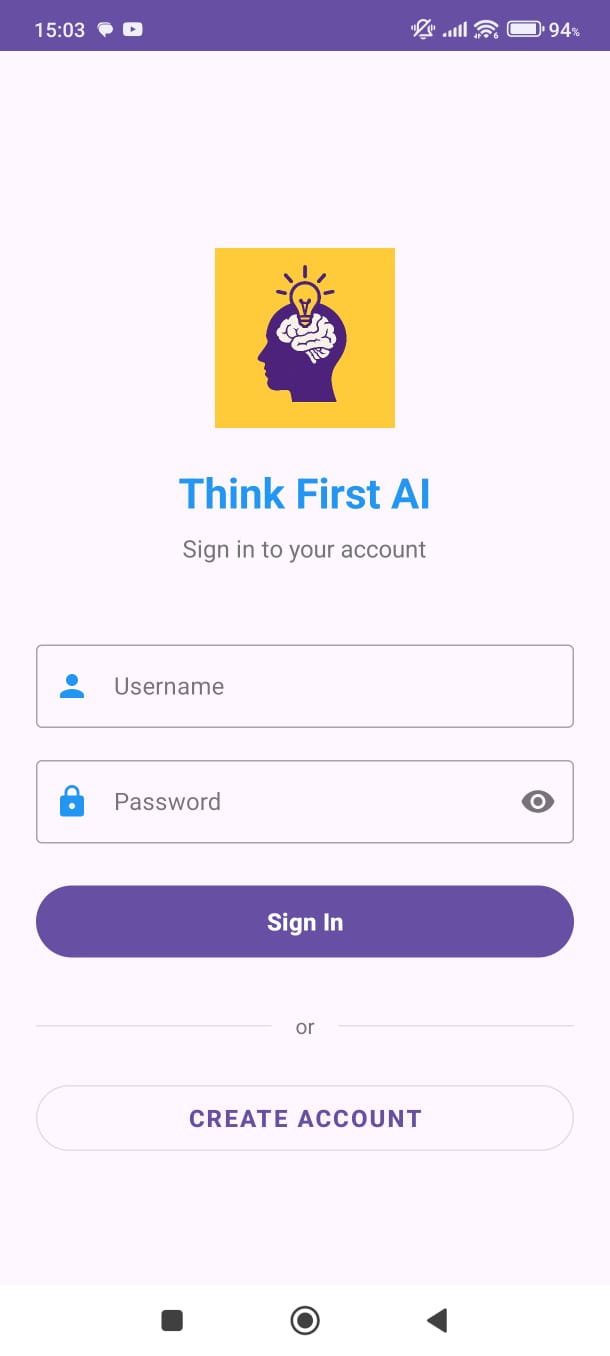 15:03 94%
Think First AI
Sign in to your account
Username
Password
Sign In
or
CREATE ACCOUNT